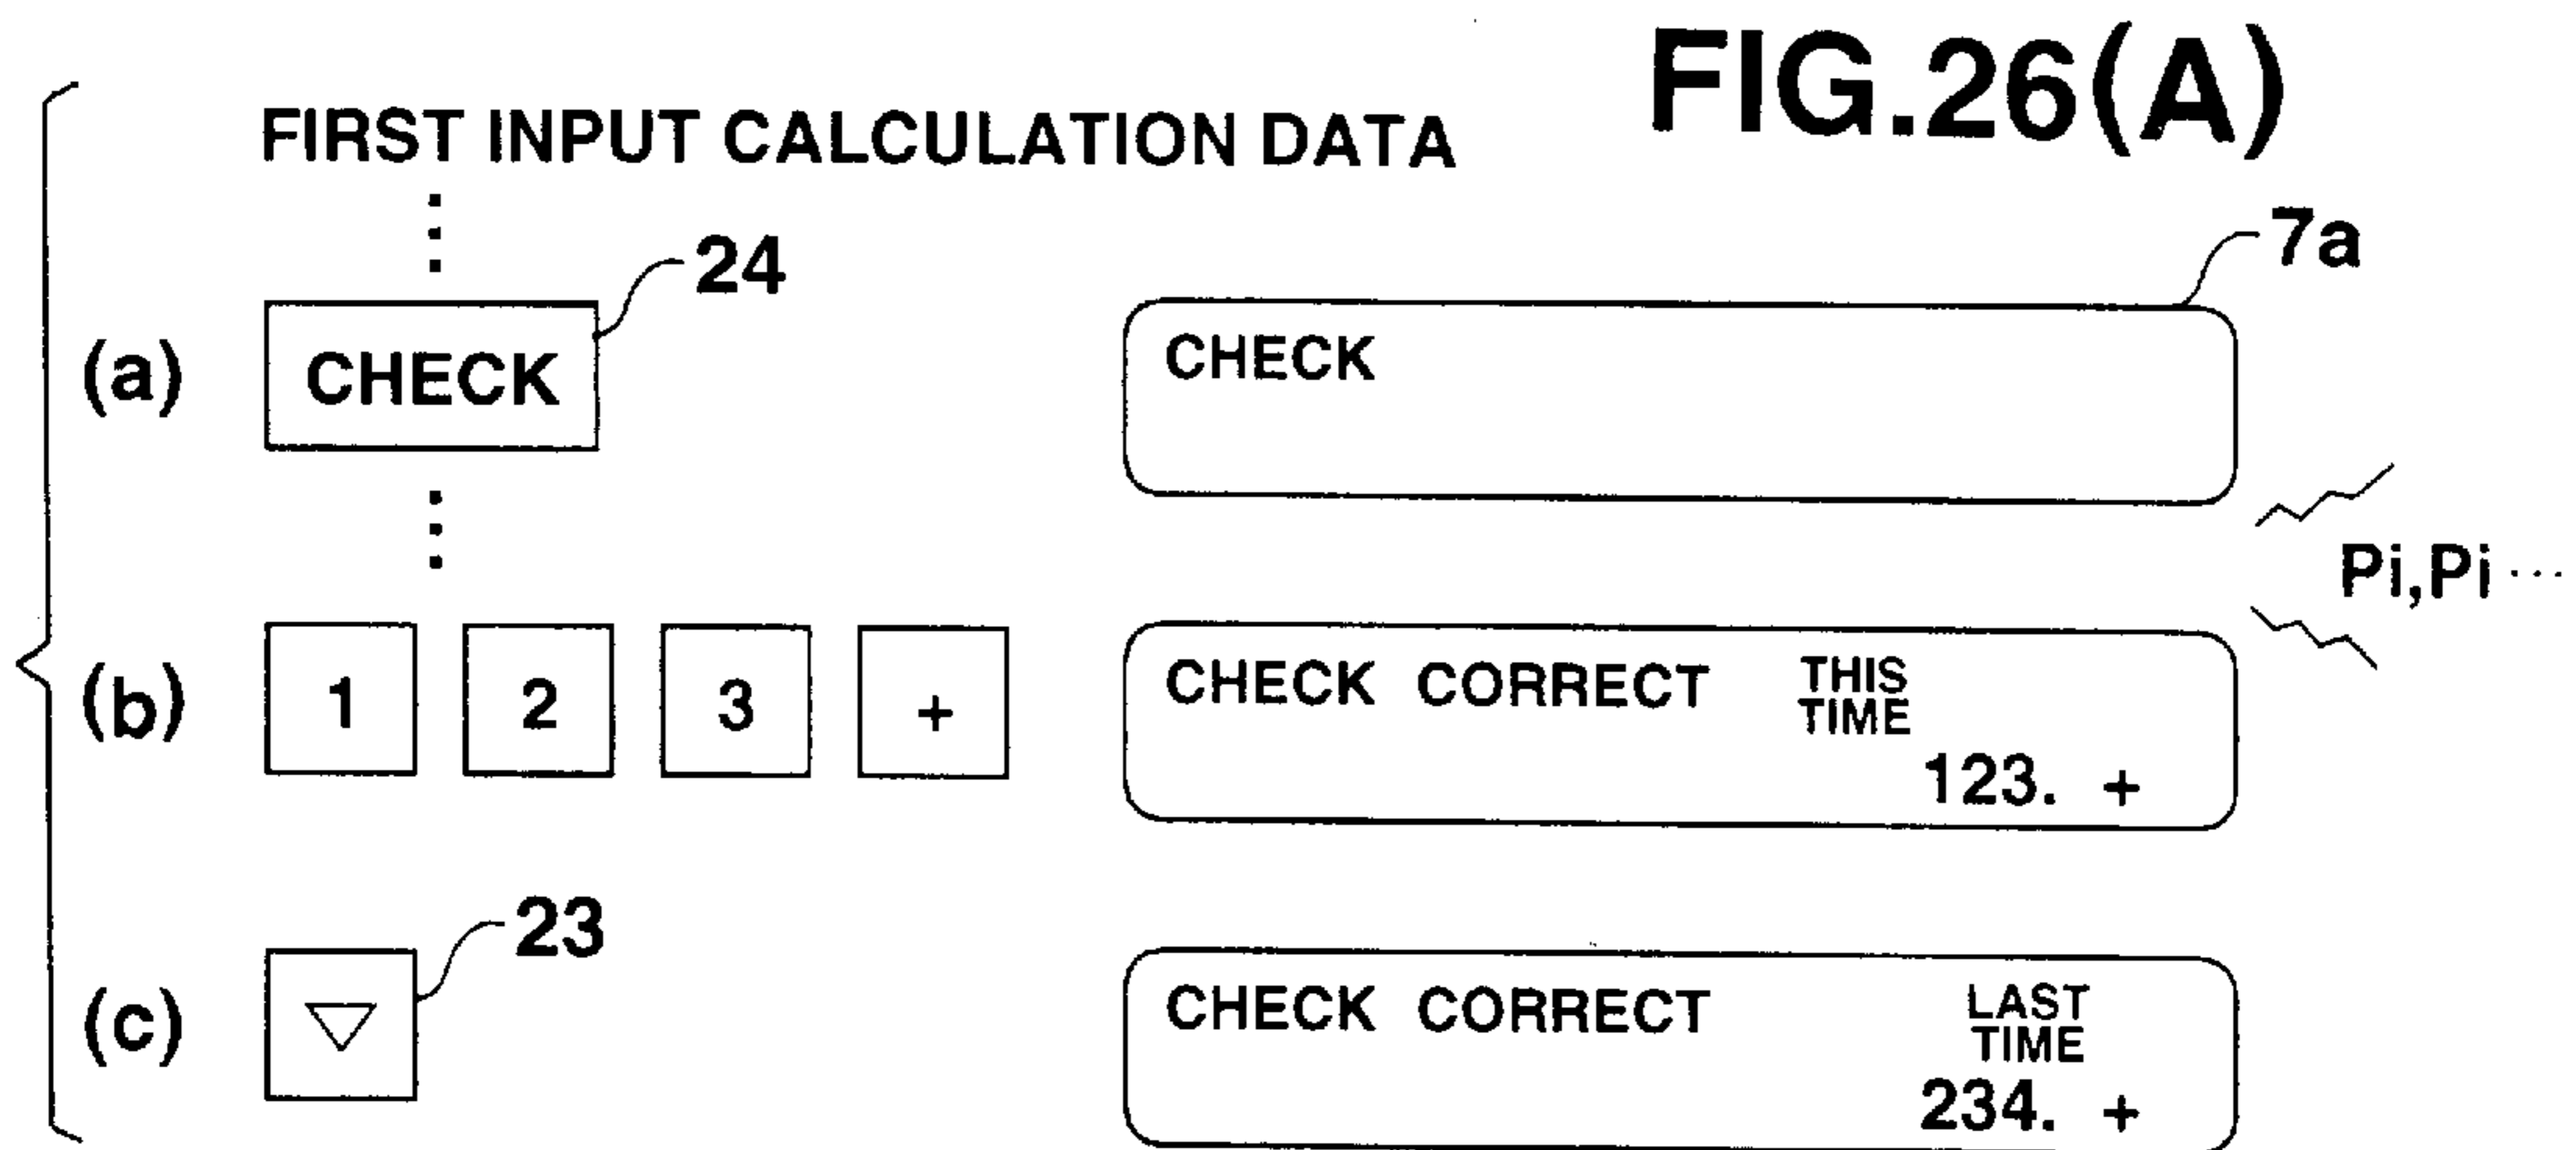 FIG.26(A)
FIRST INPUT CALCULATION DATA
24
7a
(a) CHECK CHECK
Pi,Pi...
(b) 1 2 3 + CHECK CORRECT THIS TIME
123. +
23
(c) ▽ CHECK CORRECT LAST TIME
234. +